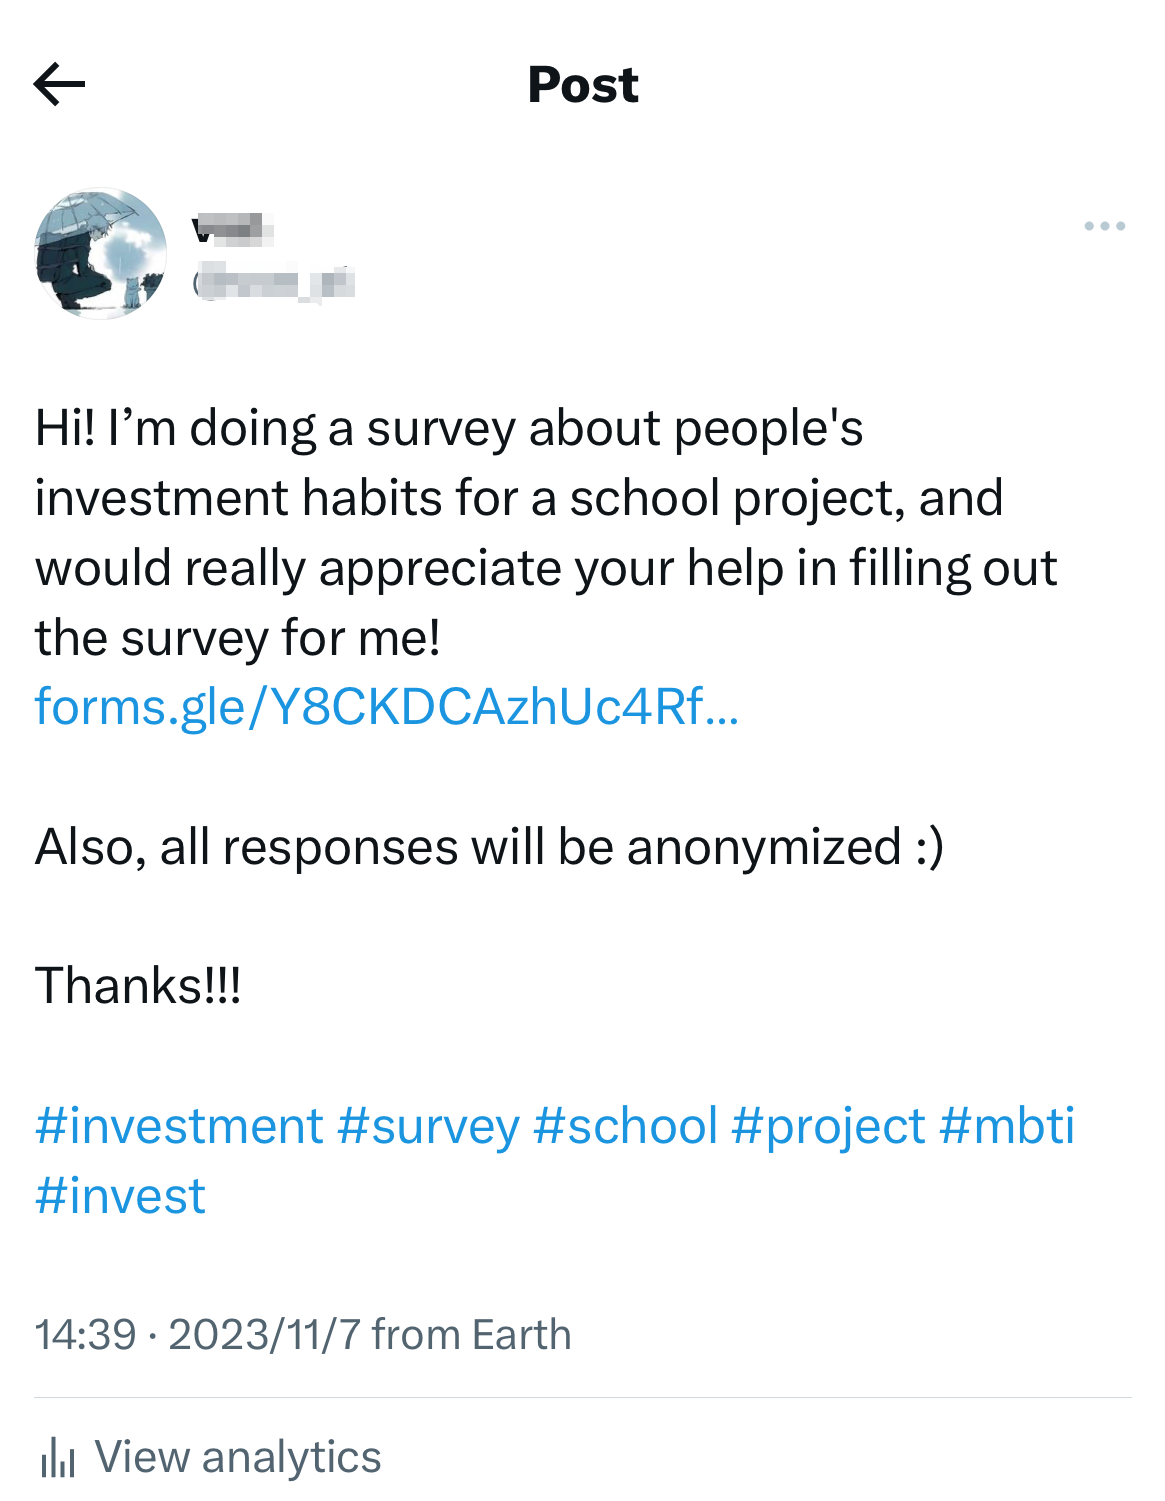 Post
Hi! I’m doing a survey about people's
investment habits for a school project, and
would really appreciate your help in filling out
the survey for me!
forms.gle/Y8CKDCAzhUc4Rf...
Also, all responses will be anonymized :)
Thanks!!!
#investment #survey #school #project #mbti
#invest
14:39 · 2023/11/7 from Earth
View analytics